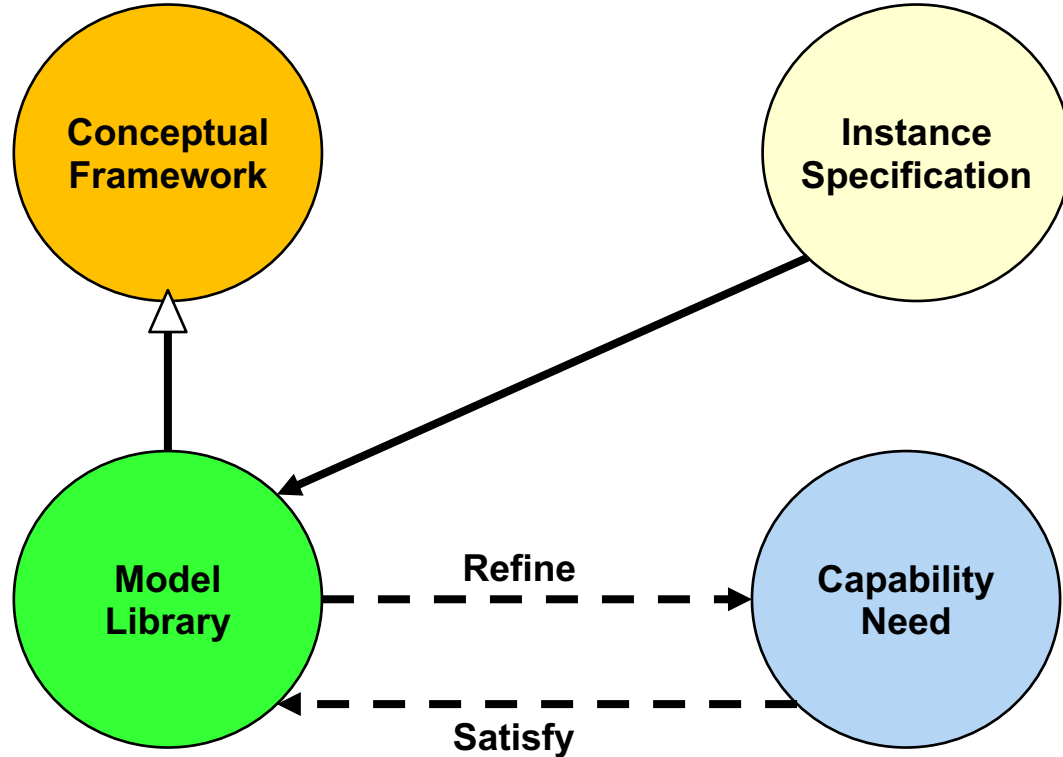 Conceptual
Framework
Instance
Specification
Model
Library
Refine
Capability
Need
Satisfy